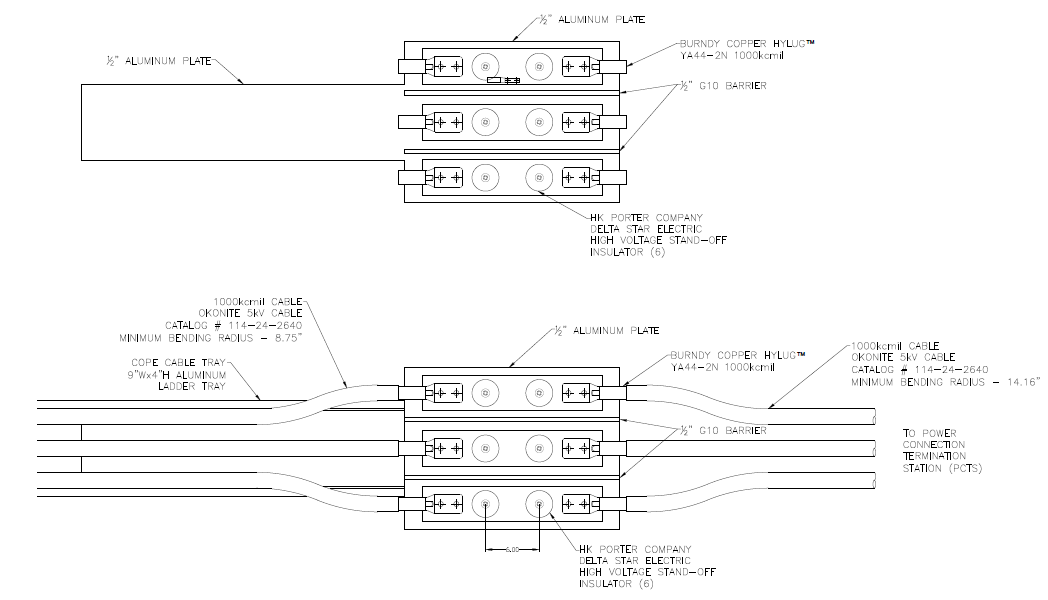 ½" ALUMINUM PLATE
½" ALUMINUM PLATE
BURNDY COPPER HYLUG™
YA44-2N 1000kcmil
½" G10 BARRIER
HK PORTER COMPANY
DELTA STAR ELECTRIC
HIGH VOLTAGE STAND-OFF
INSULATOR (6)
1000kcmil CABLE
OKONITE 5kV CABLE
CATALOG # 114-24-2640
MINIMUM BENDING RADIUS - 8.75"
COPE CABLE TRAY
9"Wx4"H ALUMINUM
LADDER TRAY
½" ALUMINUM PLATE
BURNDY COPPER HYLUG™
YA44-2N 1000kcmil
1000kcmil CABLE
OKONITE 5kV CABLE
CATALOG # 114-24-2640
MINIMUM BENDING RADIUS - 14.16"
½" G10 BARRIER
TO POWER
CONNECTION
TERMINATION
STATION (PCTS)
6.00
HK PORTER COMPANY
DELTA STAR ELECTRIC
HIGH VOLTAGE STAND-OFF
INSULATOR (6)